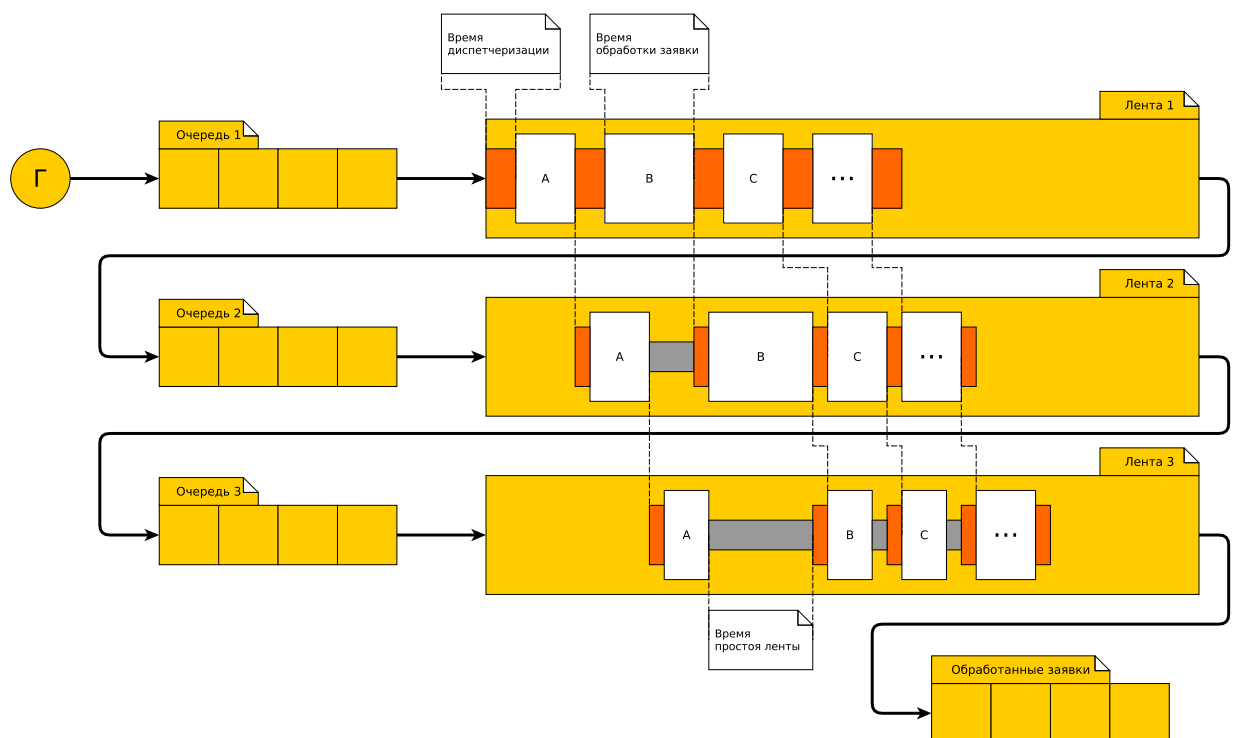 Время
диспетчеризации
Время
обработки заявки
Лента 1
Очередь 1
Г
A
B
C
...
Лента 2
Очередь 2
A
B
C
...
Лента 3
Очередь 3
A
B
C
...
Время
простоя ленты
Обработанные заявки